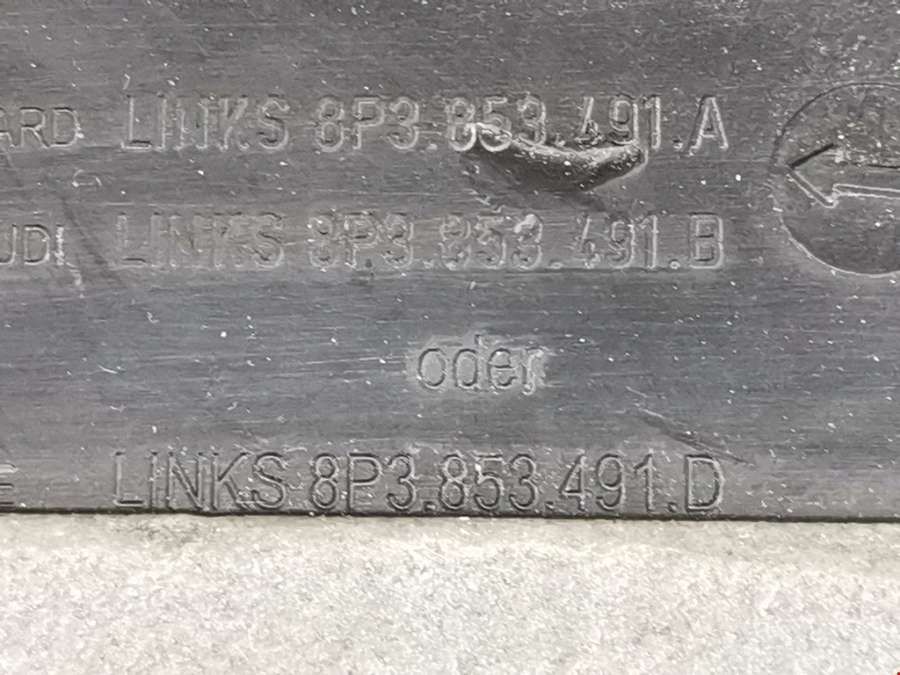 ARD LINKS 8P3.853.491.A
UDI LINKS 8P3.853.491.B
oder
E LINKS 8P3.853.491.D